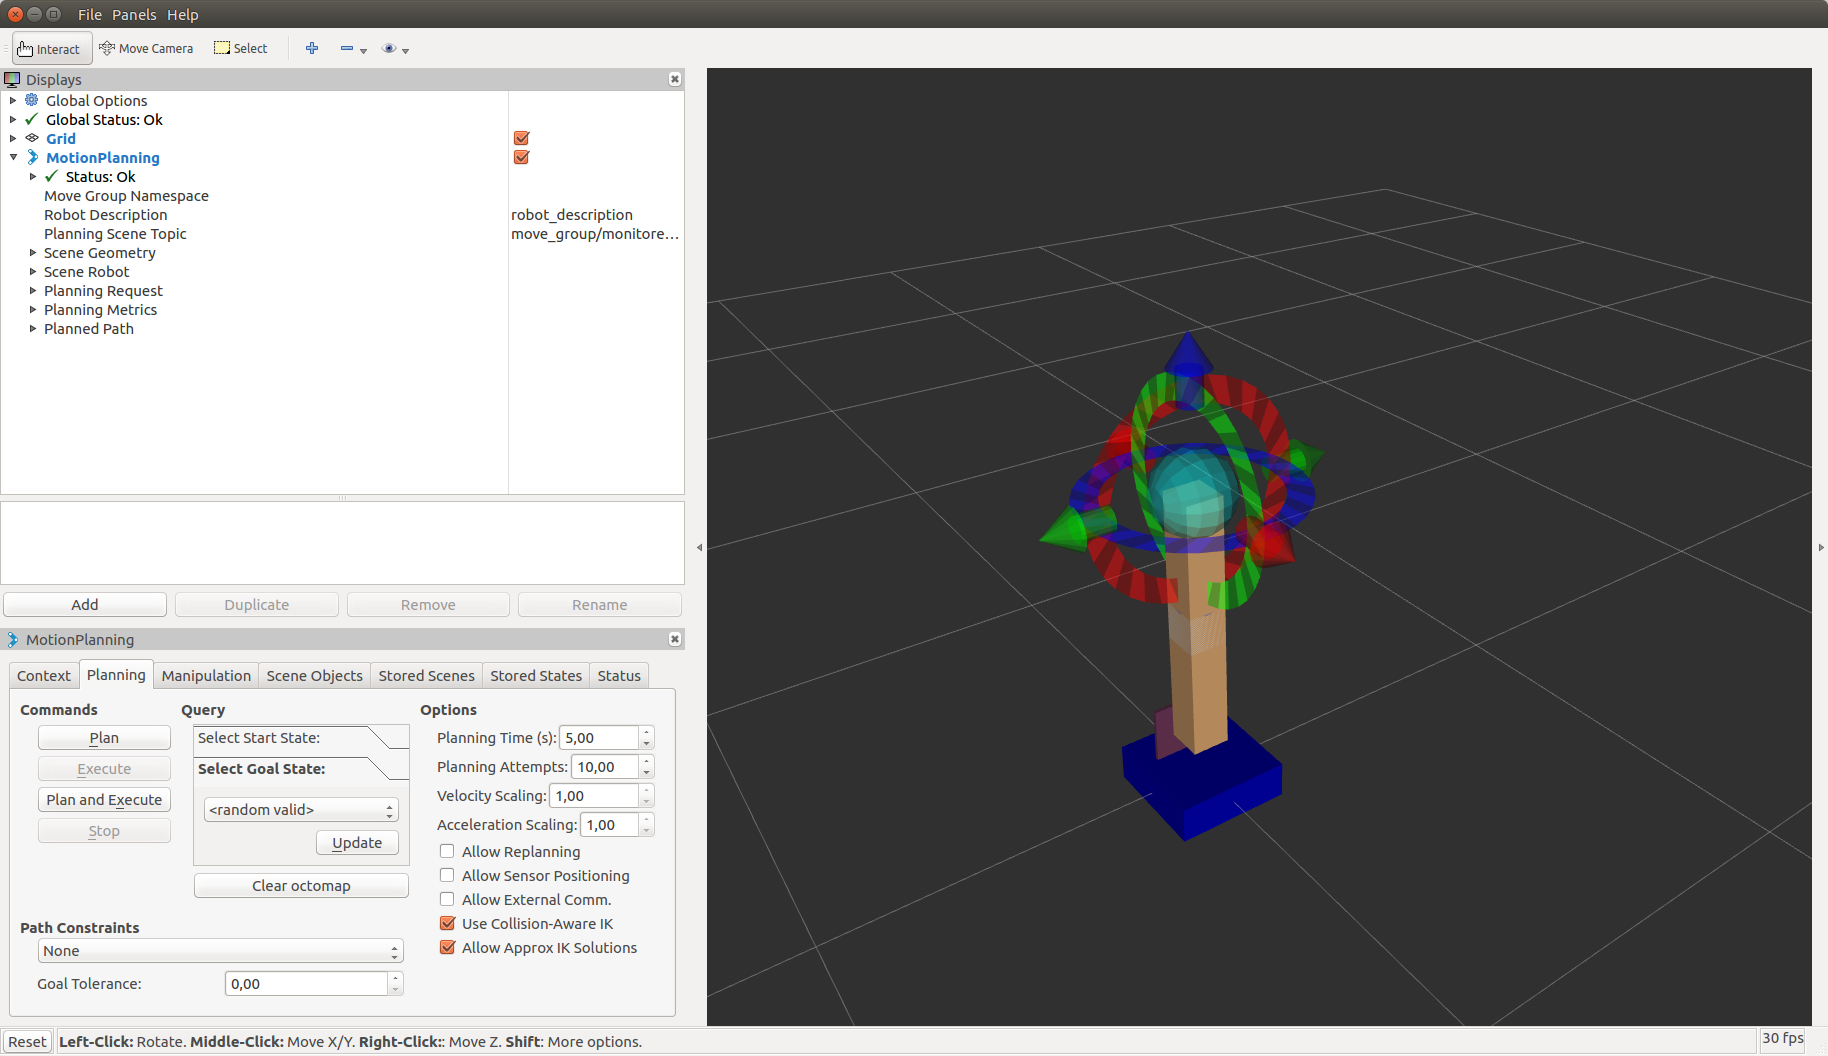 File Panels Help
Interact Move Camera Select
Displays
Global Options
Global Status: Ok
Grid
MotionPlanning
Status: Ok
Move Group Namespace
Robot Description robot_description
Planning Scene Topic move_group/monitore...
Scene Geometry
Scene Robot
Planning Request
Planning Metrics
Planned Path
Add Duplicate Remove Rename
MotionPlanning
Context Planning Manipulation Scene Objects Stored Scenes Stored States Status
Commands
Plan
Execute
Plan and Execute
Stop
Query
Select Start State:
Select Goal State:
<random valid>
Update
Clear octomap
Path Constraints
None
Goal Tolerance: 0,00
Options
Planning Time (s): 5,00
Planning Attempts: 10,00
Velocity Scaling: 1,00
Acceleration Scaling: 1,00
Allow Replanning
Allow Sensor Positioning
Allow External Comm.
Use Collision-Aware IK
Allow Approx IK Solutions
Reset Left-Click: Rotate. Middle-Click: Move X/Y. Right-Click:: Move Z. Shift: More options. 30 fps